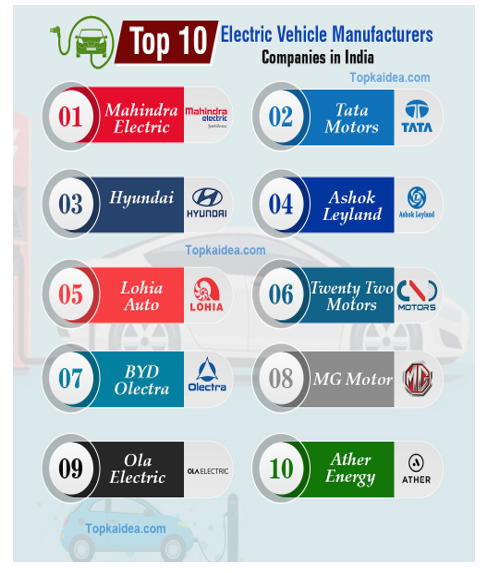 Top 10
Electric Vehicle Manufacturers
Companies in India
Topkaidea.com
01
Mahindra
Electric
Mahindra
electric
02
Tata
Motors
TATA
03
Hyundai
HYUNDAI
04
Ashok
Leyland
Ashok Leyland
Topkaidea.com
05
Lohia
Auto
LOHIA
06
Twenty Two
Motors
MOTORS
07
BYD
Olectra
Olectra
08
MG Motor
MG
09
Ola
Electric
OLA ELECTRIC
10
Ather
Energy
ATHER
Topkaidea.com